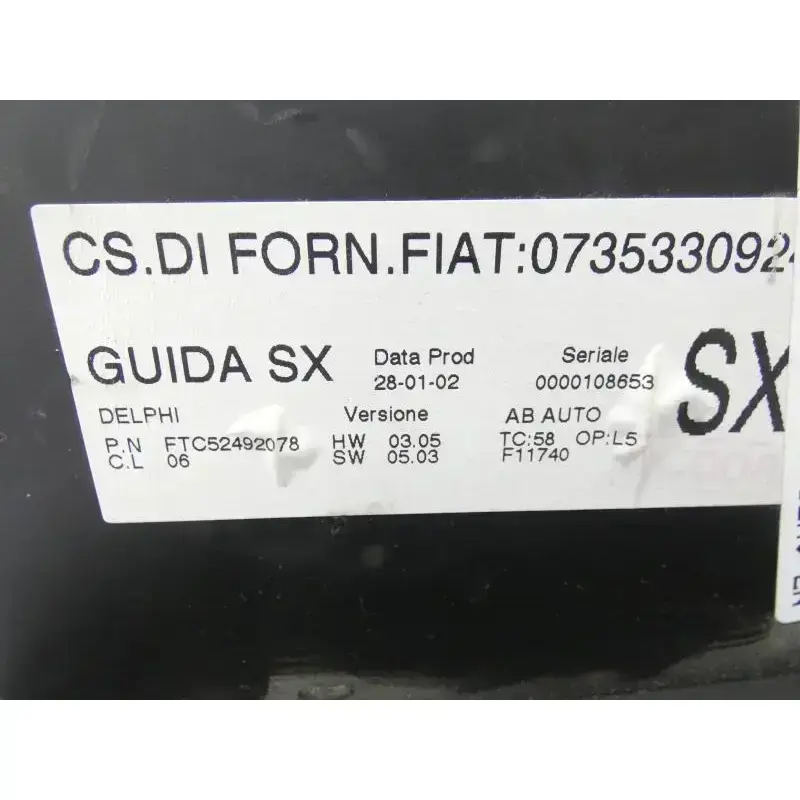 CS.DI FORN.FIAT:0735330924
GUIDA SX Data Prod Seriale SX
28-01-02 0000108653
DELPHI Versione AB AUTO
P.N FTC52492078 HW 03.05 TC:58 OP:L5
C.L 06 SW 05.03 F11740